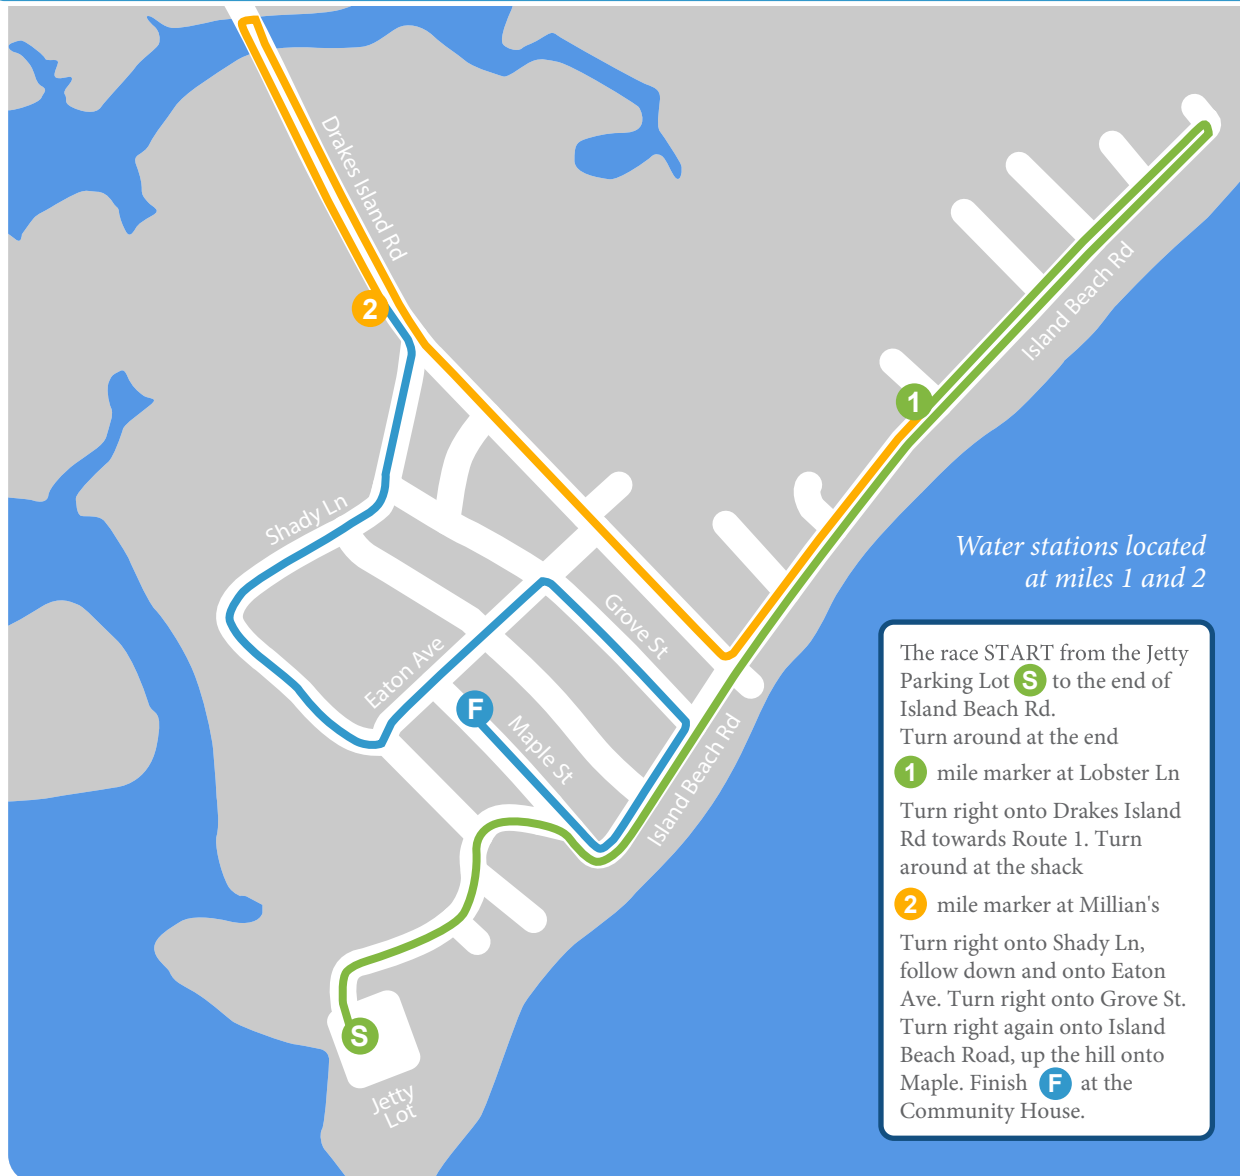 Drakes Island Rd
Island Beach Rd
2
1
Shady Ln
Grove St
Eaton Ave
F
Maple St
Island Beach Rd
S
Jetty
Lot
Water stations located
at miles 1 and 2
The race START from the Jetty
Parking Lot S to the end of
Island Beach Rd.
Turn around at the end
1 mile marker at Lobster Ln
Turn right onto Drakes Island
Rd towards Route 1. Turn
around at the shack
2 mile marker at Millian's
Turn right onto Shady Ln,
follow down and onto Eaton
Ave. Turn right onto Grove St.
Turn right again onto Island
Beach Road, up the hill onto
Maple. Finish F at the
Community House.